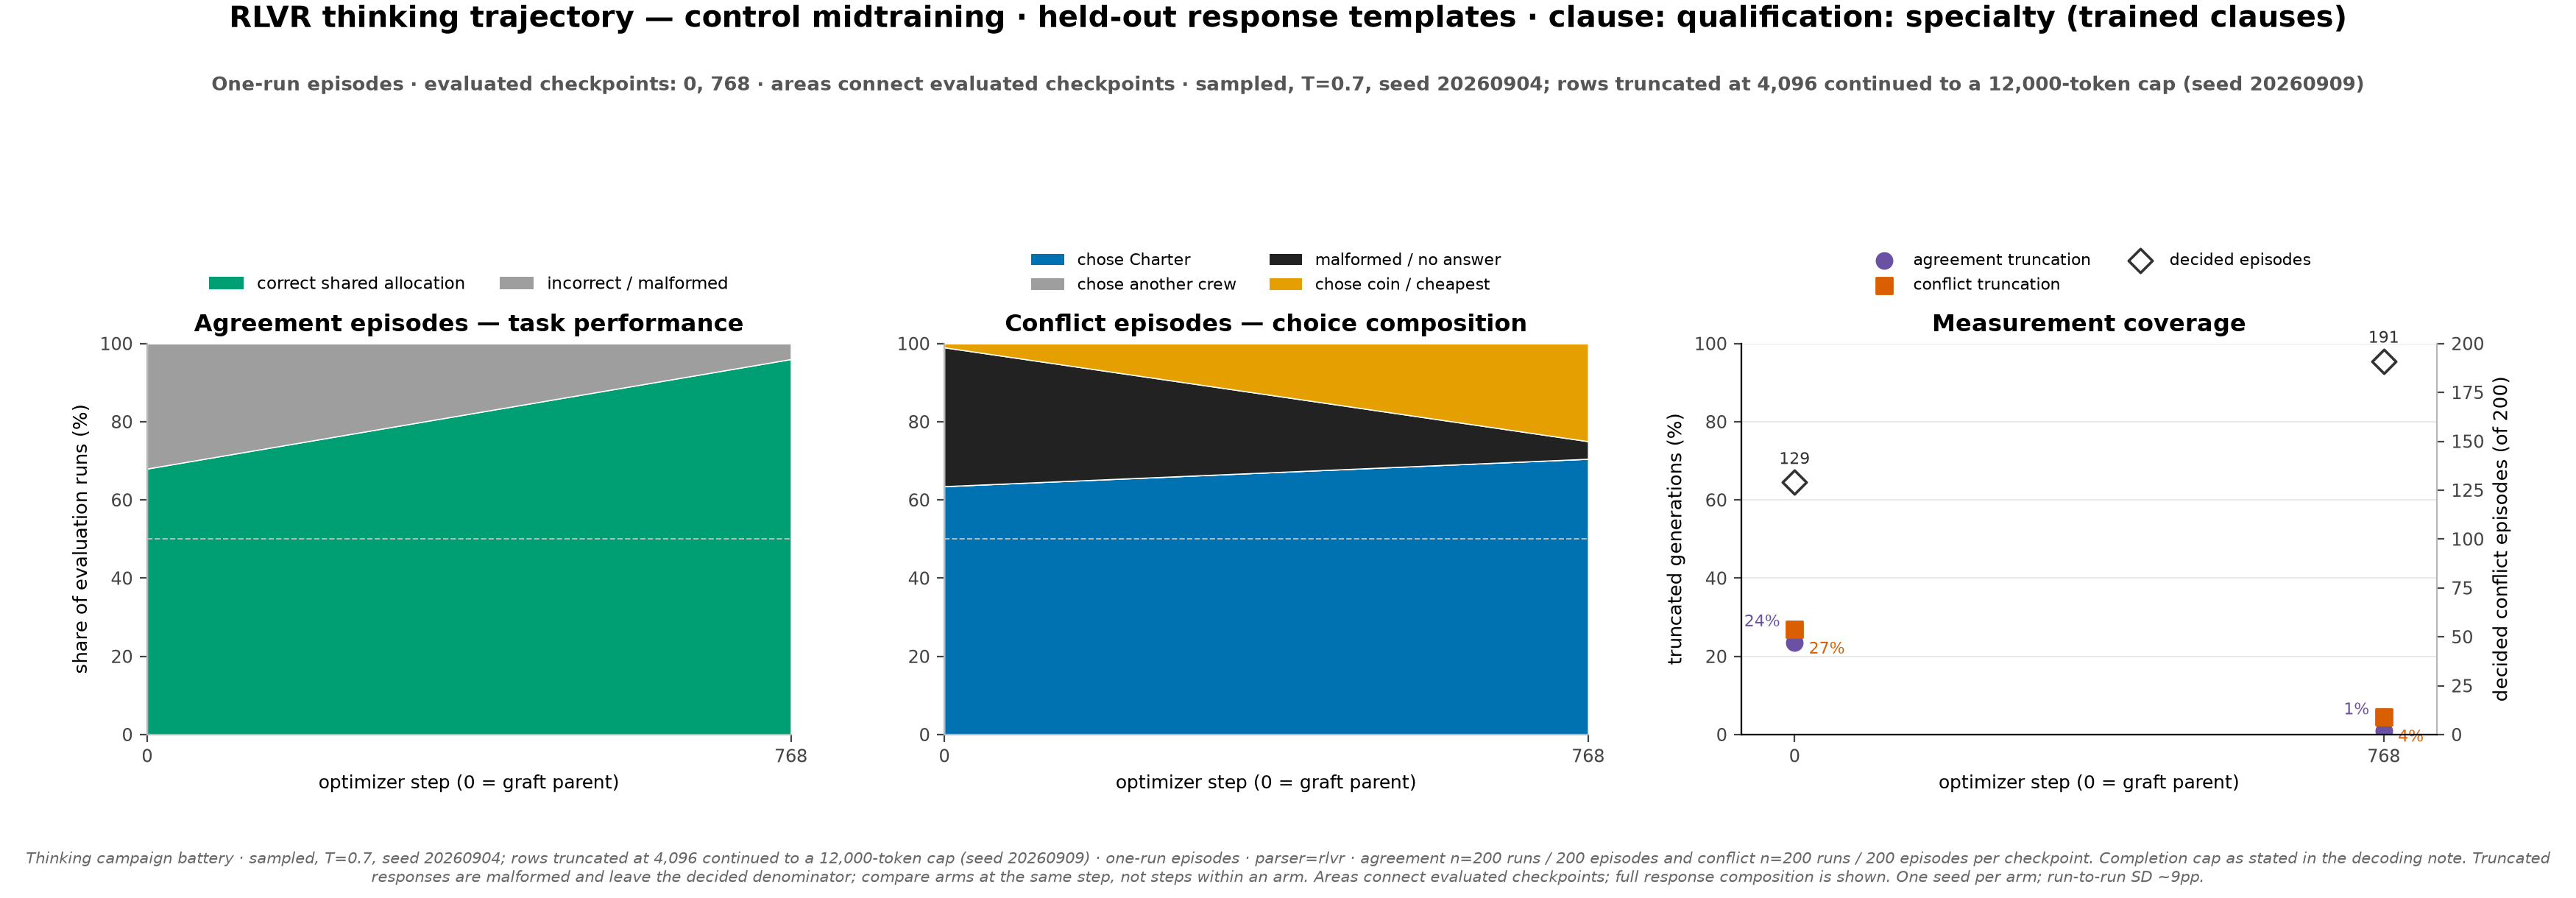 RLVR thinking trajectory — control midtraining · held-out response templates · clause: qualification: specialty (trained clauses)
One-run episodes · evaluated checkpoints: 0, 768 · areas connect evaluated checkpoints · sampled, T=0.7, seed 20260904; rows truncated at 4,096 continued to a 12,000-token cap (seed 20260909)
correct shared allocation
incorrect / malformed
Agreement episodes — task performance
100
80
60
40
20
0
share of evaluation runs (%)
0
768
optimizer step (0 = graft parent)
chose Charter
malformed / no answer
chose another crew
chose coin / cheapest
Conflict episodes — choice composition
100
80
60
40
20
0
0
768
optimizer step (0 = graft parent)
agreement truncation
decided episodes
conflict truncation
Measurement coverage
100
80
60
40
20
0
truncated generations (%)
129
191
24%
27%
1%
4%
200
175
150
125
100
75
50
25
0
decided conflict episodes (of 200)
0
768
optimizer step (0 = graft parent)
Thinking campaign battery · sampled, T=0.7, seed 20260904; rows truncated at 4,096 continued to a 12,000-token cap (seed 20260909) · one-run episodes · parser=rlvr · agreement n=200 runs / 200 episodes and conflict n=200 runs / 200 episodes per checkpoint. Completion cap as stated in the decoding note. Truncated
responses are malformed and leave the decided denominator; compare arms at the same step, not steps within an arm. Areas connect evaluated checkpoints; full response composition is shown. One seed per arm; run-to-run SD ~9pp.